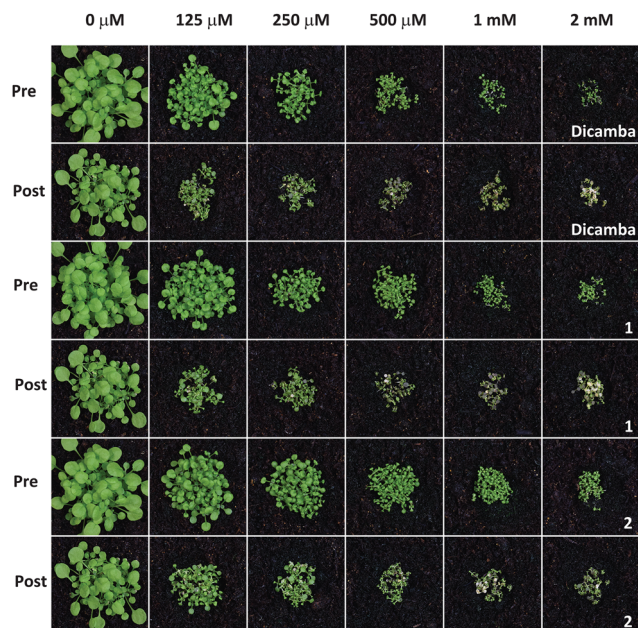 0 μM 125 μM 250 μM 500 μM 1 mM 2 mM
Pre
Dicamba
Post
Dicamba
Pre
1
Post
1
Pre
2
Post
2